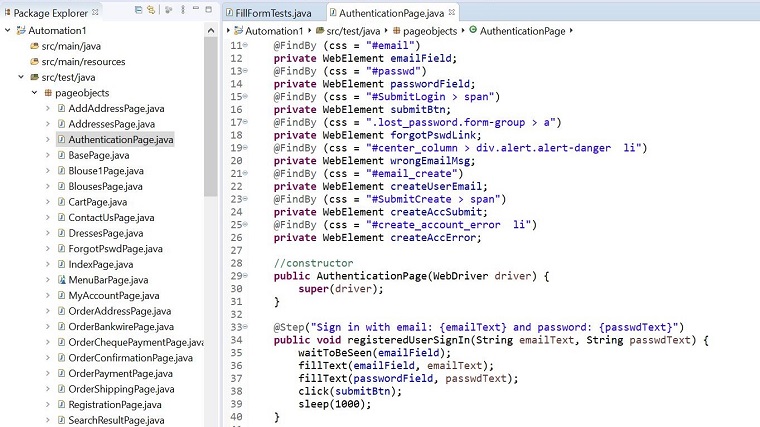 Package Explorer
Automation1
src/main/java
src/main/resources
src/test/java
pageobjects
AddAddressPage.java
AddressesPage.java
AuthenticationPage.java
BasePage.java
Blouse1Page.java
BlousesPage.java
CartPage.java
ContactUsPage.java
DressesPage.java
ForgotPswdPage.java
IndexPage.java
MenuBarPage.java
MyAccountPage.java
OrderAddressPage.java
OrderBankwirePage.java
OrderChequePaymentPage.java
OrderConfirmationPage.java
OrderPaymentPage.java
OrderShippingPage.java
RegistrationPage.java
SearchResultPage.java
FillFormTests.java
AuthenticationPage.java
Automation1 src/test/java pageobjects AuthenticationPage
11 @FindBy (css = "#email")
12 private WebElement emailField;
13 @FindBy (css = "#passwd")
14 private WebElement passwordField;
15 @FindBy (css = "#SubmitLogin > span")
16 private WebElement submitBtn;
17 @FindBy (css = ".lost_password.form-group > a")
18 private WebElement forgotPswdLink;
19 @FindBy (css = "#center_column > div.alert.alert-danger  li")
20 private WebElement wrongEmailMsg;
21 @FindBy (css = "#email_create")
22 private WebElement createUserEmail;
23 @FindBy (css = "#SubmitCreate > span")
24 private WebElement createAccSubmit;
25 @FindBy (css = "#create_account_error  li")
26 private WebElement createAccError;
27
28 //constructor
29 public AuthenticationPage(WebDriver driver) {
30 super(driver);
31 }
32
33 @Step("Sign in with email: {emailText} and password: {passwdText}")
34 public void registeredUserSignIn(String emailText, String passwdText) {
35 waitToBeSeen(emailField);
36 fillText(emailField, emailText);
37 fillText(passwordField, passwdText);
38 click(submitBtn);
39 sleep(1000);
40 }